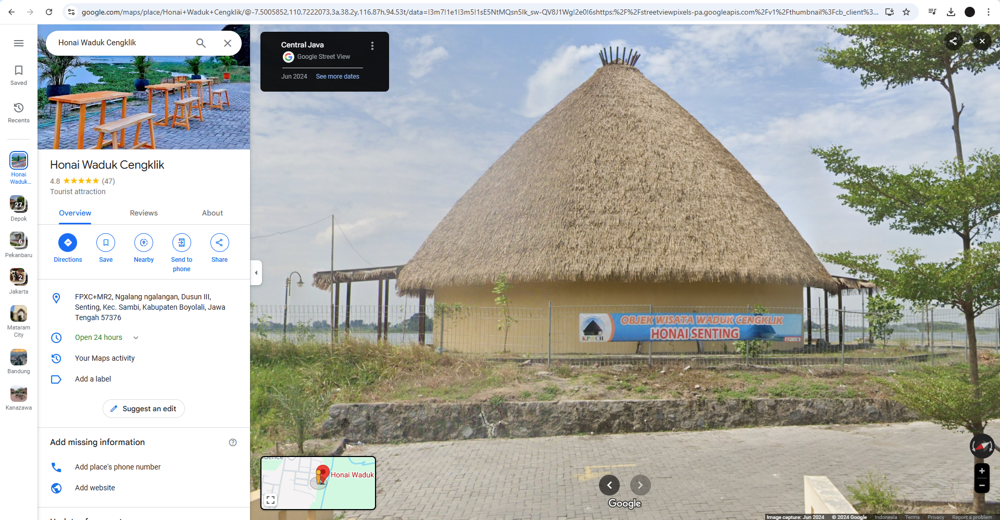 google.com/maps/place/Honai+Waduk+Cengklik/@-7.5005852,110.7222073,3a,38.2y,116.87h,94.53t/data=!3m7!1e1!3m5!1sE5NtMQsn5Ik_sw-QV8J1Wg!2e0!6shttps:%2F%2Fstreetviewpixels-pa.googleapis.com%2Fv1%2Fthumbnail%3Fcb_client%3...
Honai Waduk Cengklik
Saved
Recents
Honai
Waduk...
27
Depok
6
Pekanbaru
2
Jakarta
Mataram
City
Bandung
Kanazawa
Honai Waduk Cengklik
4.8 (47)
Tourist attraction
Overview Reviews About
Directions Save Nearby Send to phone Share
FPXC+MR2, Ngalang ngalangan, Dusun III,
Senting, Kec. Sambi, Kabupaten Boyolali, Jawa
Tengah 57376
Open 24 hours
Your Maps activity
Add a label
Suggest an edit
Add missing information
Add place's phone number
Add website
Central Java
Google Street View
Jun 2024 See more dates
OBJEK WISATA WADUK CENGKLIK
HONAI SENTING
KPWCH
KPWCH
Honai Waduk
Google
Image capture: Jun 2024 © 2024 Google Indonesia Terms Privacy Report a problem